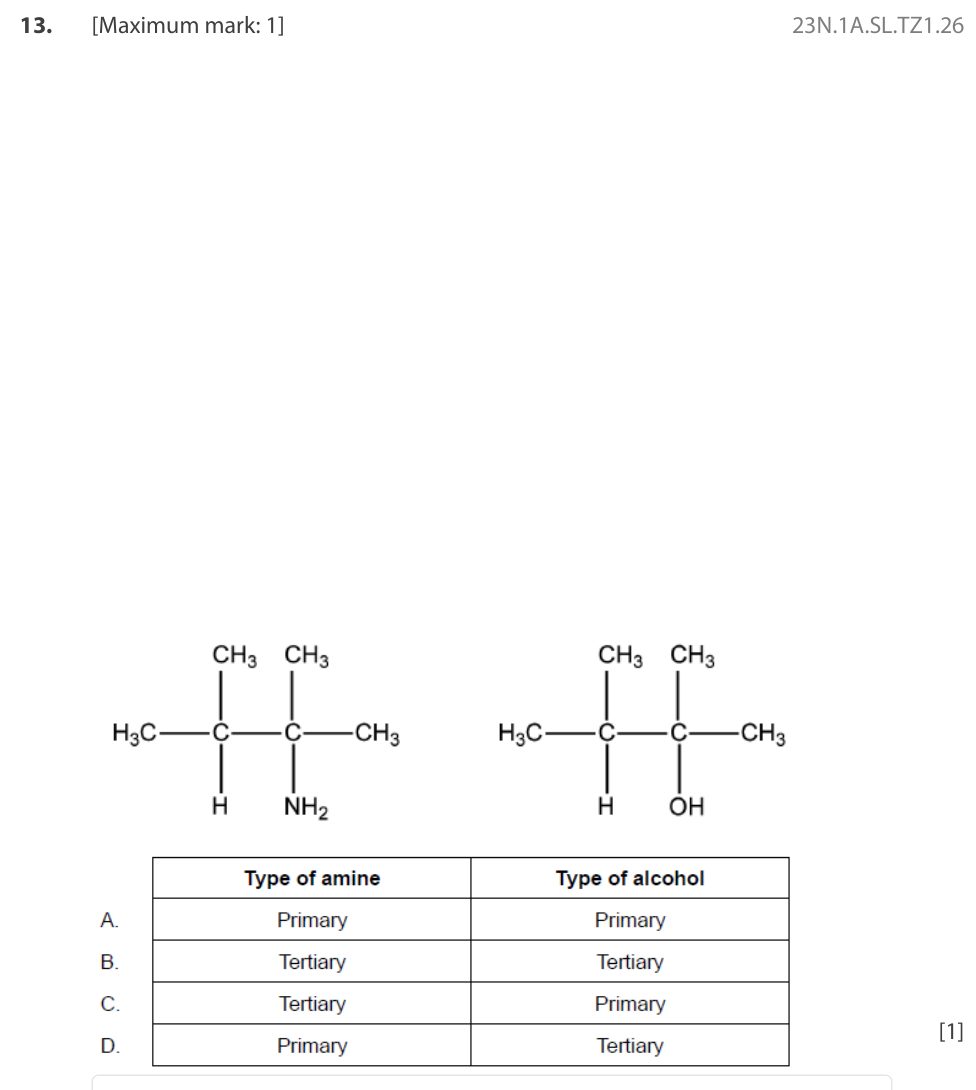 13. [Maximum mark: 1] 23N.1A.SL.TZ1.26
CH₃ CH₃ CH₃ CH₃
H₃C C C CH₃ H₃C C C CH₃
H NH₂ H OH
Type of amine Type of alcohol
A. Primary Primary
B. Tertiary Tertiary
C. Tertiary Primary
D. Primary Tertiary
[1]